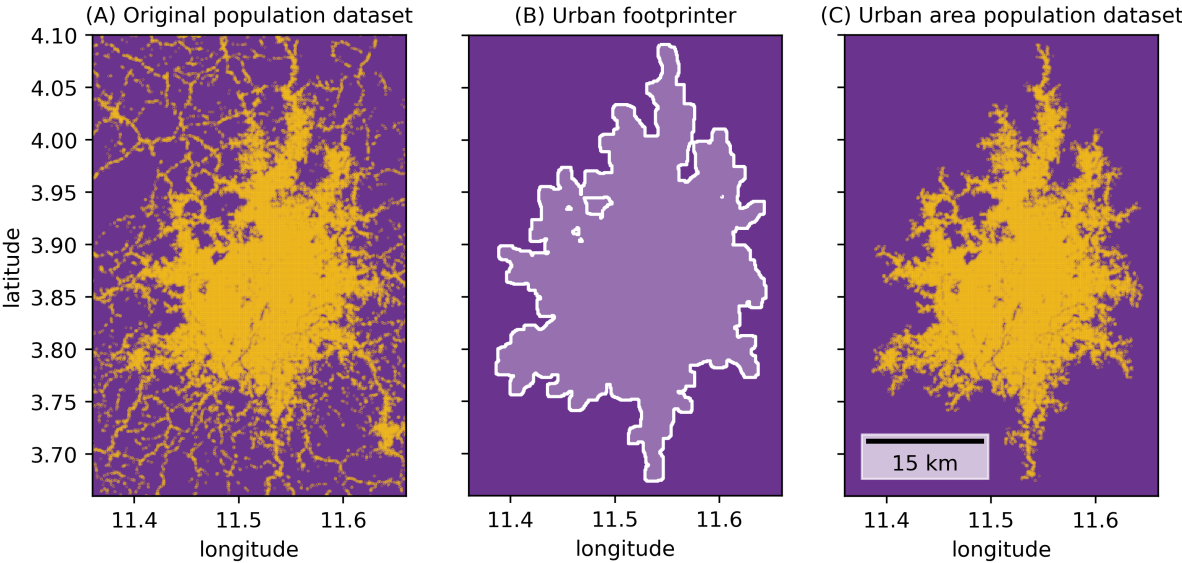 (A) Original population dataset
(B) Urban footprinter
(C) Urban area population dataset
4.10
4.05
4.00
3.95
3.90
3.85
3.80
3.75
3.70
latitude
15 km
11.4 11.5 11.6
11.4 11.5 11.6
11.4 11.5 11.6
longitude
longitude
longitude